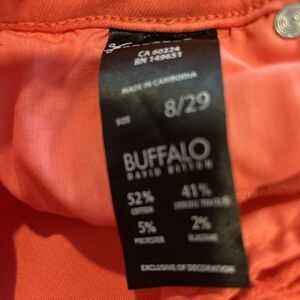 CA 60224
RN 149651
MADE IN CAMBODIA
SIZE 8/29
BUFFALO
DAVID BITTON
52% 41%
COTTON LYOCELL
5% 2%
POLYESTER ELASTANE
EXCLUSIVE OF DECORATION